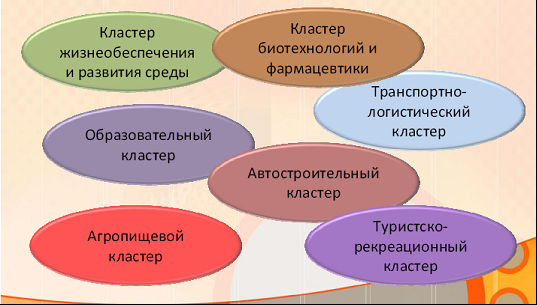 Кластер
жизнеобеспечения
и развития среды
Кластер
биотехнологий и
фармацевтики
Транспортно-
логистический
кластер
Образовательный
кластер
Автостроительный
кластер
Агропищевой
кластер
Туристско-
рекреационный
кластер